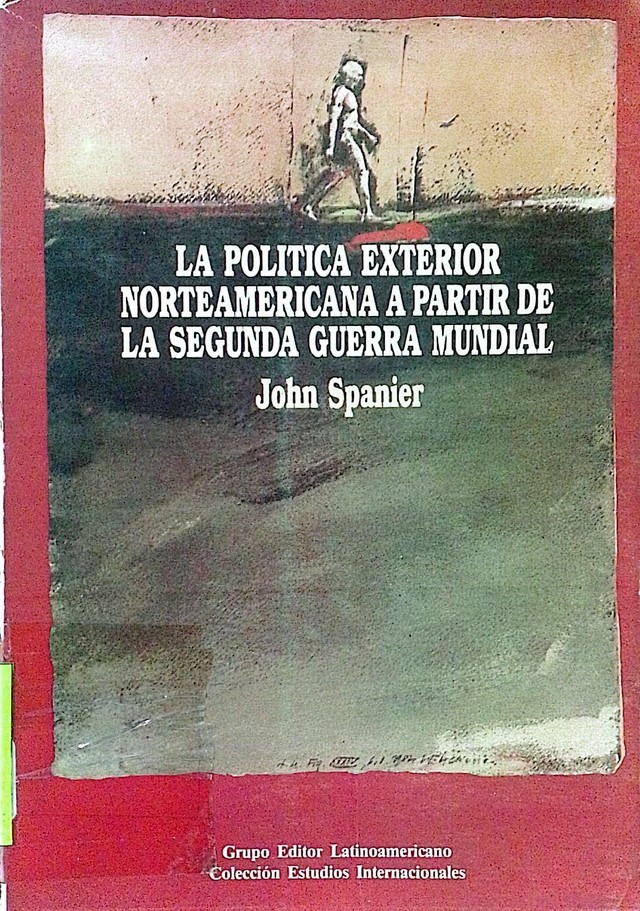 LA POLITICA EXTERIOR
NORTEAMERICANA A PARTIR DE
LA SEGUNDA GUERRA MUNDIAL
John Spanier
Grupo Editor Latinoamericano
Colección Estudios Internacionales